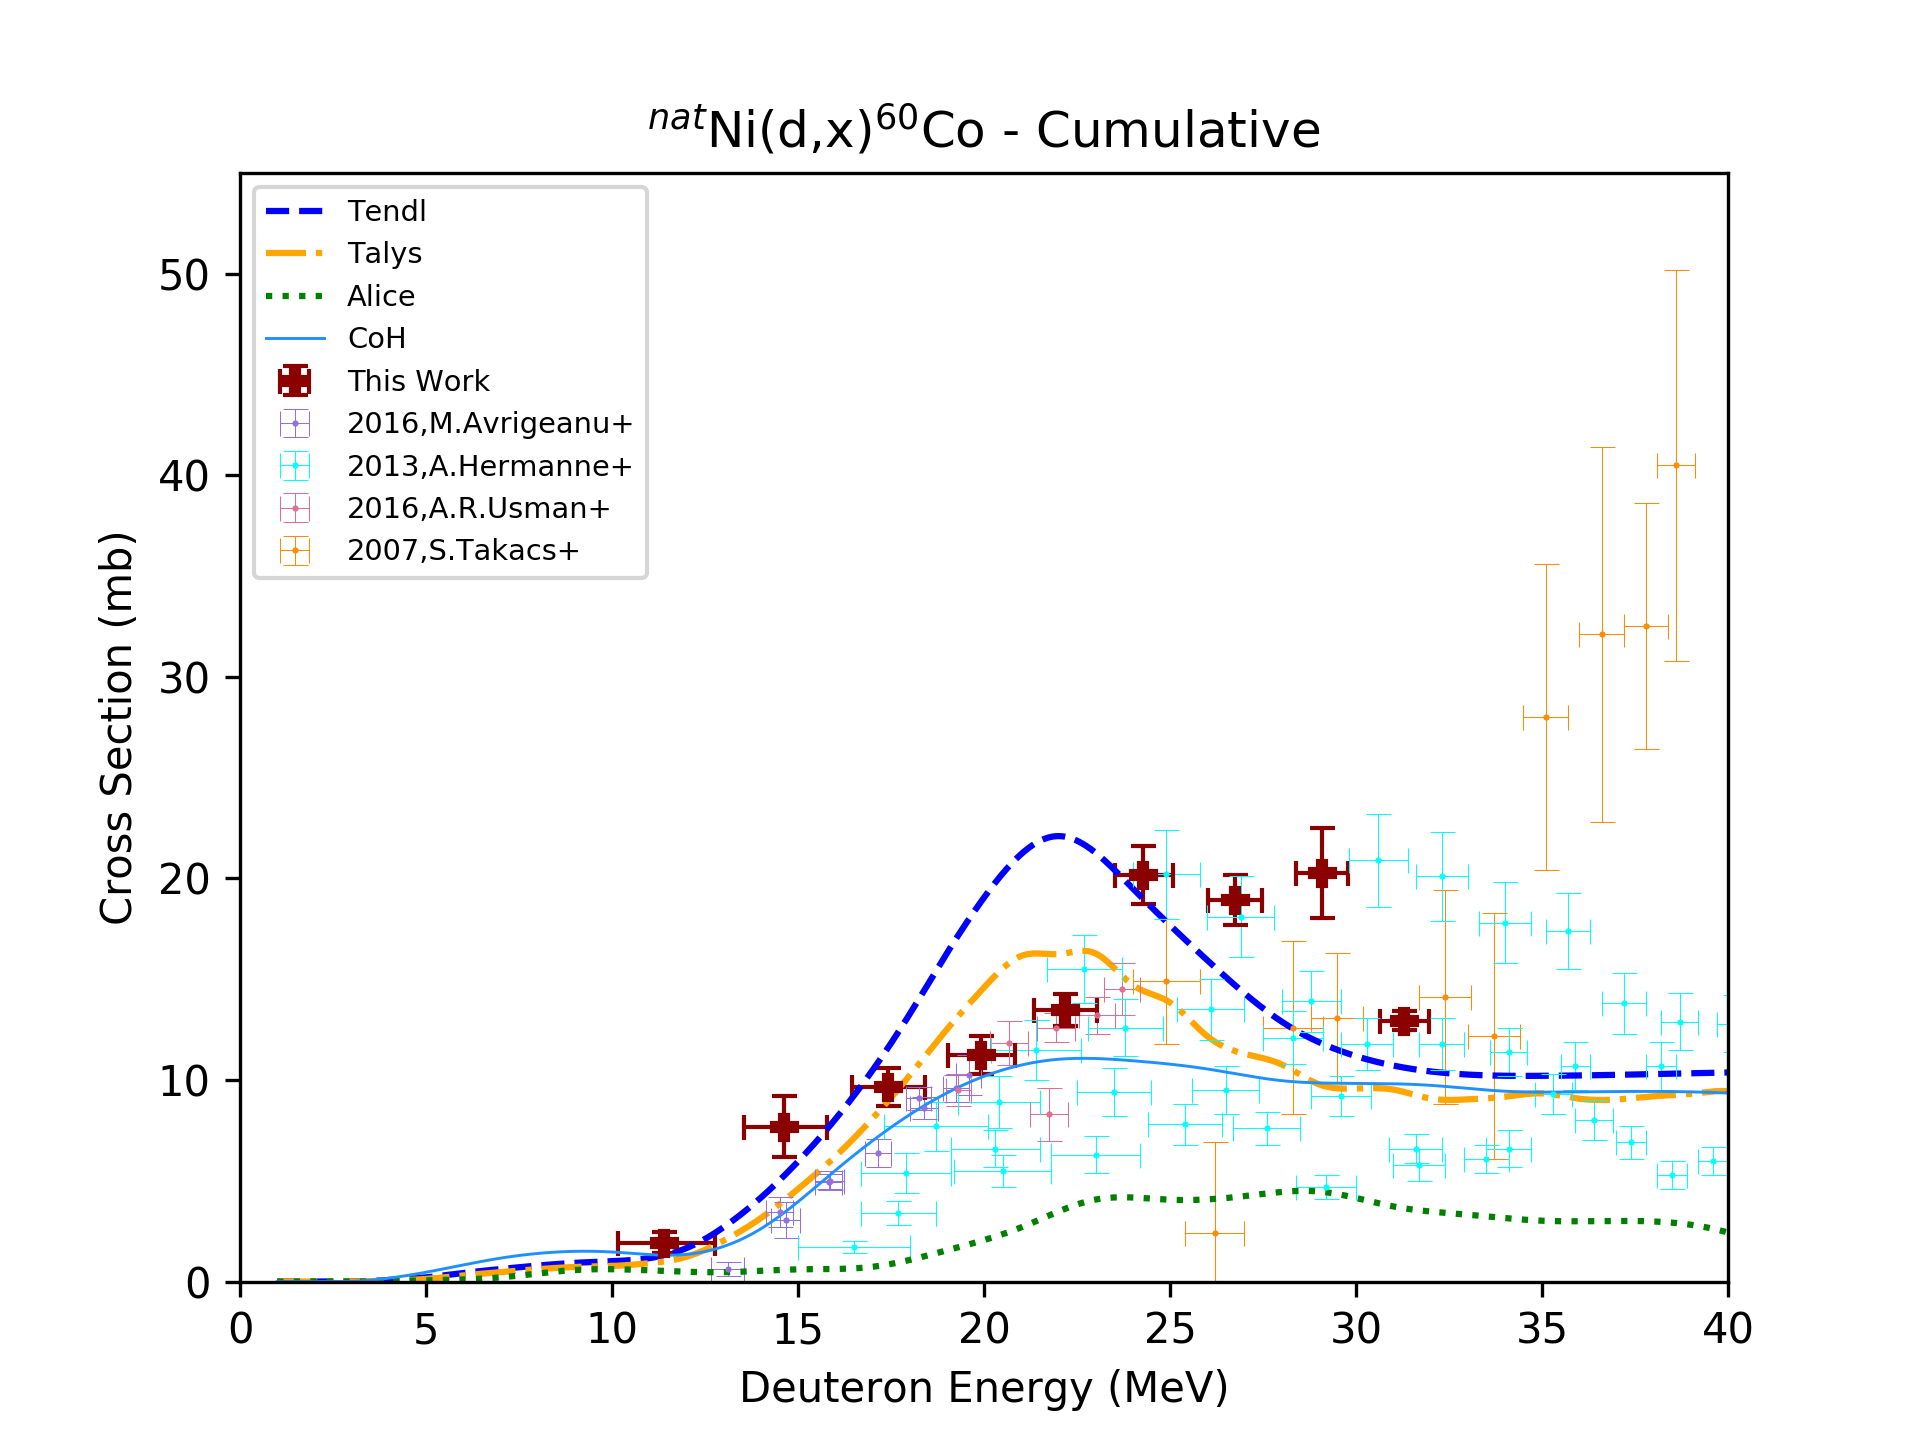 natNi(d,x)60Co - Cumulative
Tendl
Talys
Alice
CoH
This Work
2016,M.Avrigeanu+
2013,A.Hermanne+
2016,A.R.Usman+
2007,S.Takacs+
50
40
30
20
10
0
Cross Section (mb)
0 5 10 15 20 25 30 35 40
Deuteron Energy (MeV)